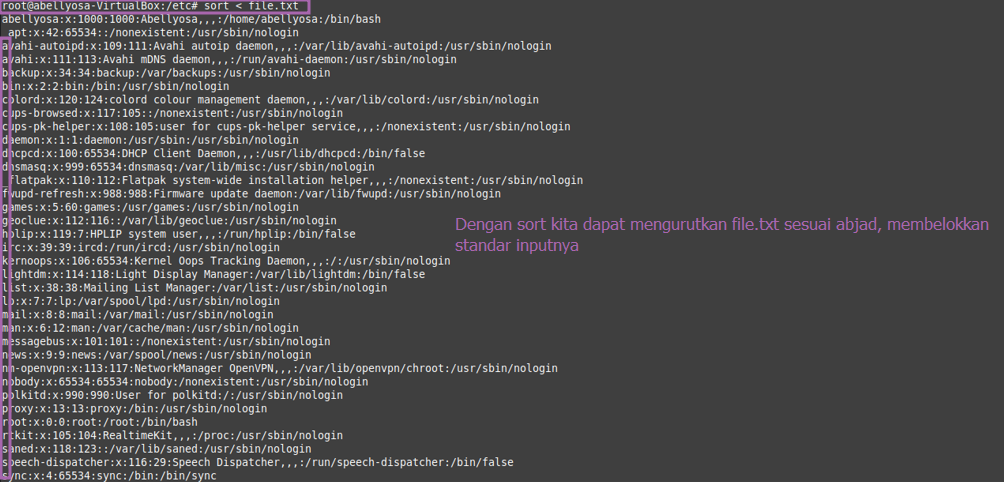 root@abellyosa-VirtualBox:/etc# sort < file.txt
abellyosa:x:1000:1000:Abellyosa,,,:/home/abellyosa:/bin/bash
_apt:x:42:65534::/nonexistent:/usr/sbin/nologin
avahi-autoipd:x:109:111:Avahi autoip daemon,,,:/var/lib/avahi-autoipd:/usr/sbin/nologin
avahi:x:111:113:Avahi mDNS daemon,,,:/run/avahi-daemon:/usr/sbin/nologin
backup:x:34:34:backup:/var/backups:/usr/sbin/nologin
bin:x:2:2:bin:/bin:/usr/sbin/nologin
colord:x:120:124:colord colour management daemon,,,:/var/lib/colord:/usr/sbin/nologin
cups-browsed:x:117:105::/nonexistent:/usr/sbin/nologin
cups-pk-helper:x:108:105:user for cups-pk-helper service,,,:/nonexistent:/usr/sbin/nologin
daemon:x:1:1:daemon:/usr/sbin:/usr/sbin/nologin
dhcpcd:x:100:65534:DHCP Client Daemon,,,:/usr/lib/dhcpcd:/bin/false
dnsmasq:x:999:65534:dnsmasq:/var/lib/misc:/usr/sbin/nologin
_flatpak:x:110:112:Flatpak system-wide installation helper,,,:/nonexistent:/usr/sbin/nologin
fwupd-refresh:x:988:988:Firmware update daemon:/var/lib/fwupd:/usr/sbin/nologin
games:x:5:60:games:/usr/games:/usr/sbin/nologin
geoclue:x:112:116::/var/lib/geoclue:/usr/sbin/nologin
hplip:x:119:7:HPLIP system user,,,:/run/hplip:/bin/false
irc:x:39:39:ircd:/run/ircd:/usr/sbin/nologin
kernoops:x:106:65534:Kernel Oops Tracking Daemon,,,:/:/usr/sbin/nologin
lightdm:x:114:118:Light Display Manager:/var/lib/lightdm:/bin/false
list:x:38:38:Mailing List Manager:/var/list:/usr/sbin/nologin
lp:x:7:7:lp:/var/spool/lpd:/usr/sbin/nologin
mail:x:8:8:mail:/var/mail:/usr/sbin/nologin
man:x:6:12:man:/var/cache/man:/usr/sbin/nologin
messagebus:x:101:101::/nonexistent:/usr/sbin/nologin
news:x:9:9:news:/var/spool/news:/usr/sbin/nologin
nm-openvpn:x:113:117:NetworkManager OpenVPN,,,:/var/lib/openvpn/chroot:/usr/sbin/nologin
nobody:x:65534:65534:nobody:/nonexistent:/usr/sbin/nologin
polkitd:x:990:990:User for polkitd:/:/usr/sbin/nologin
proxy:x:13:13:proxy:/bin:/usr/sbin/nologin
root:x:0:0:root:/root:/bin/bash
rtkit:x:105:104:RealtimeKit,,,:/proc:/usr/sbin/nologin
saned:x:118:123::/var/lib/saned:/usr/sbin/nologin
speech-dispatcher:x:116:29:Speech Dispatcher,,,:/run/speech-dispatcher:/bin/false
sync:x:4:65534:sync:/bin:/bin/sync
Dengan sort kita dapat mengurutkan file.txt sesuai abjad, membelokkan
standar inputnya